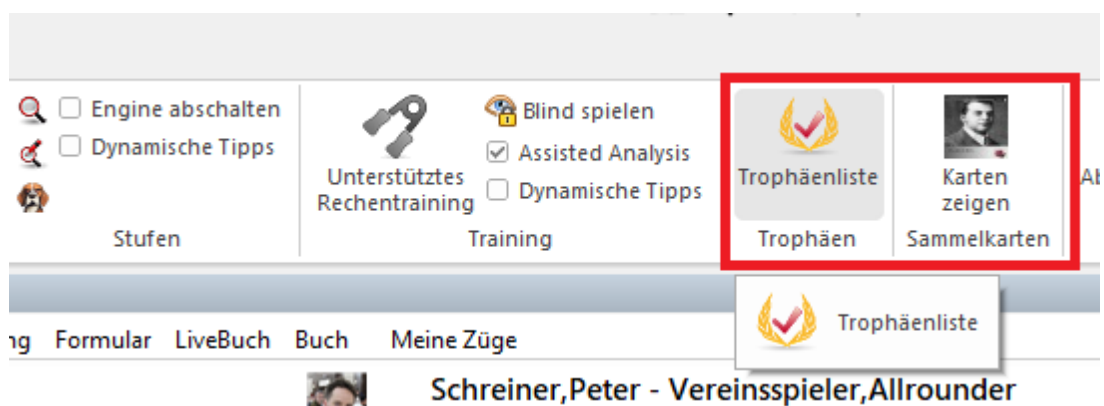 Engine abschalten
Dynamische Tipps
Stufen
Unterstütztes
Rechentraining
Blind spielen
Assisted Analysis
Dynamische Tipps
Training
Trophäenliste
Trophäen
Karten
zeigen
Sammelkarten
Trophäenliste
Formular LiveBuch Buch Meine Züge
Schreiner,Peter - Vereinsspieler,Allrounder